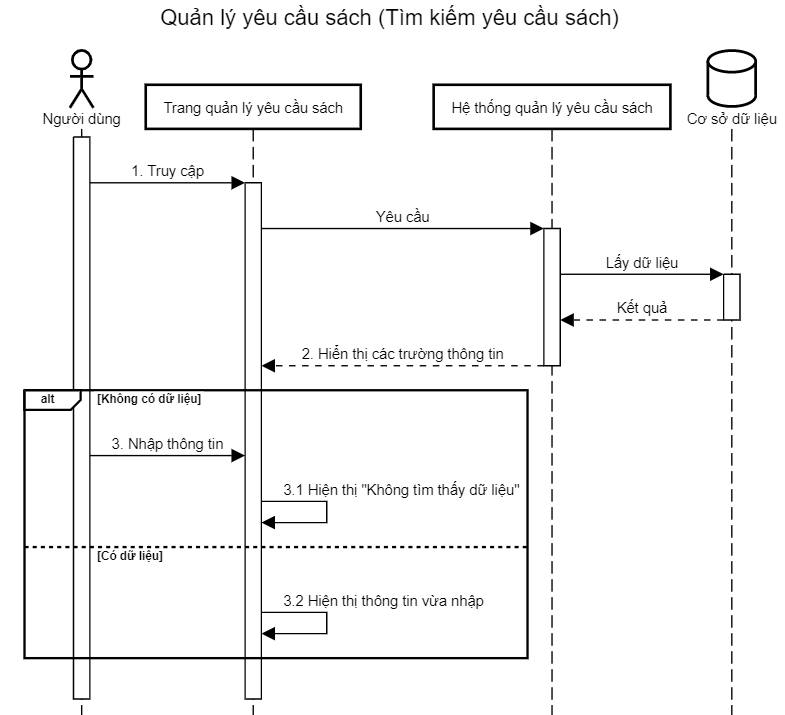 Quản lý yêu cầu sách (Tìm kiếm yêu cầu sách)
Người dùng
Trang quản lý yêu cầu sách
Hệ thống quản lý yêu cầu sách
Cơ sở dữ liệu
1. Truy cập
Yêu cầu
Lấy dữ liệu
Kết quả
2. Hiển thị các trường thông tin
alt
[Không có dữ liệu]
3. Nhập thông tin
3.1 Hiện thị "Không tìm thấy dữ liệu"
[Có dữ liệu]
3.2 Hiện thị thông tin vừa nhập